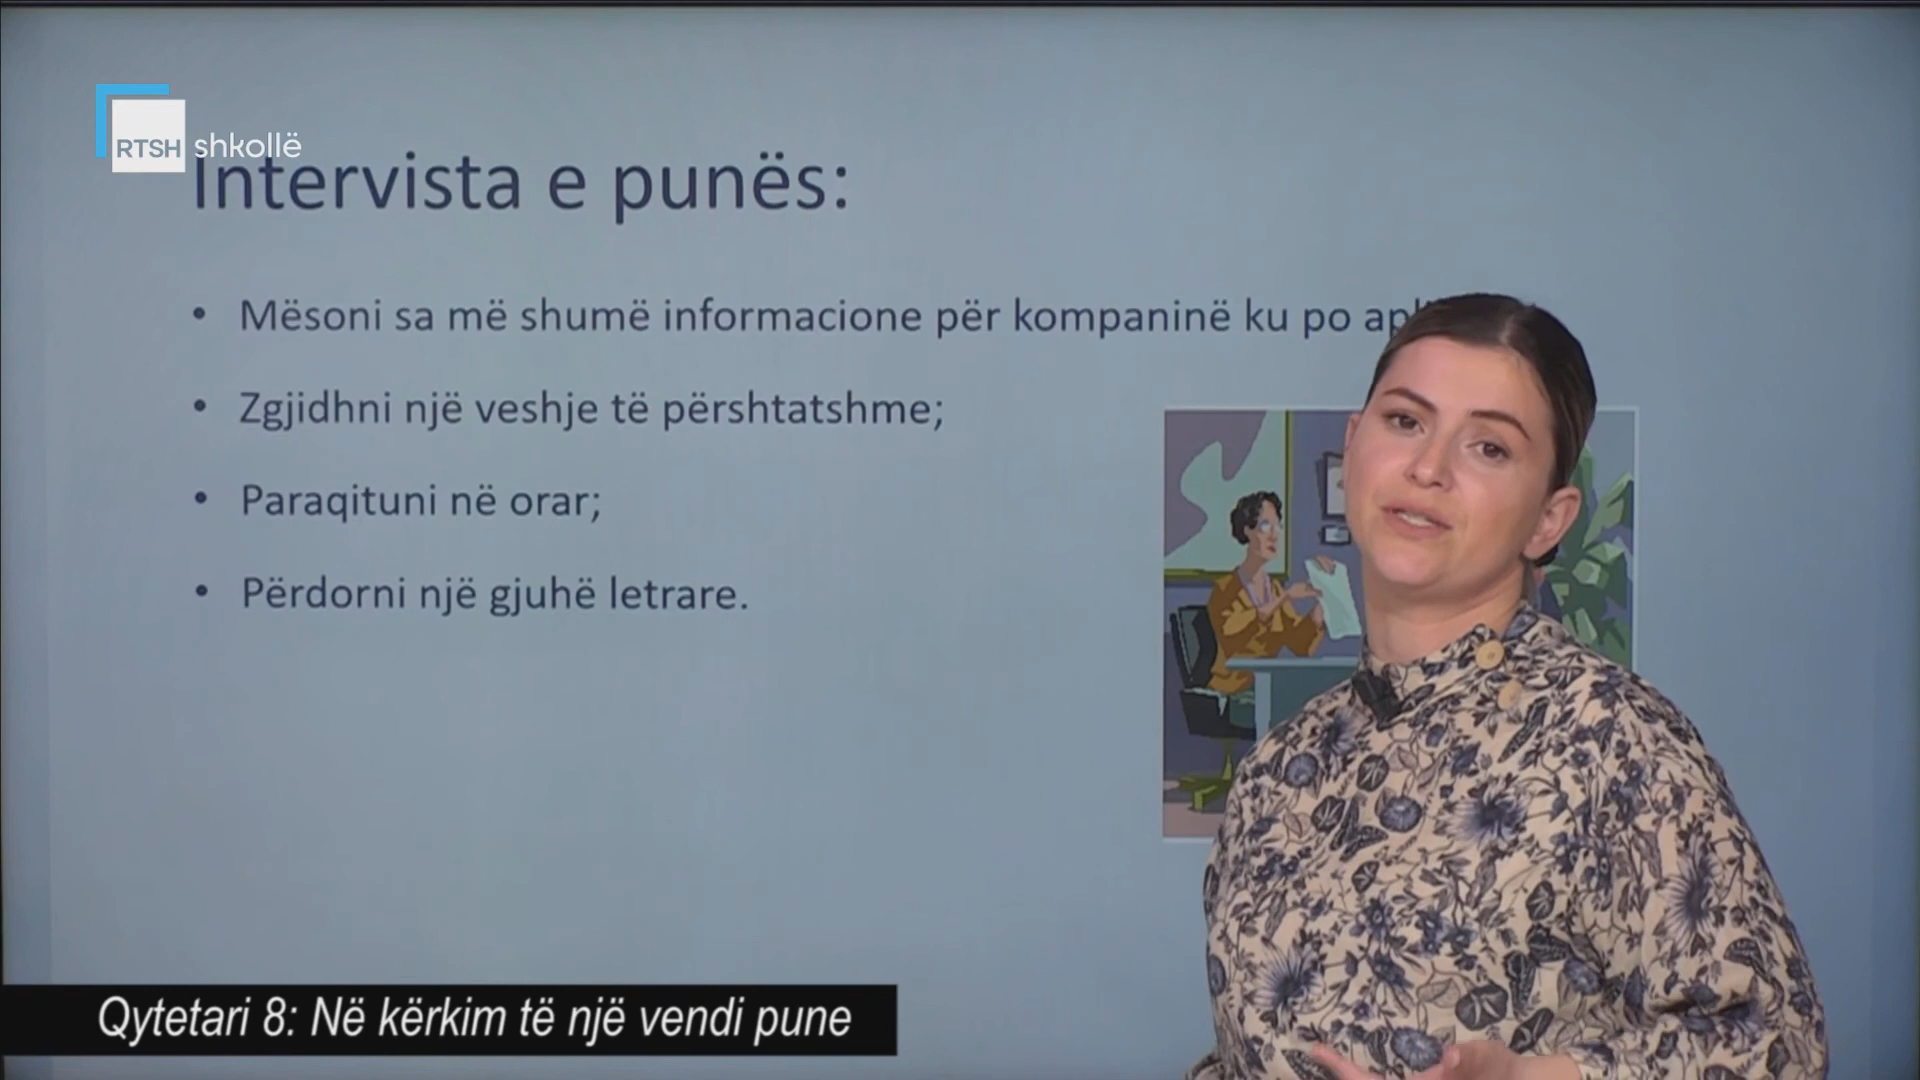 RTSH shkollë
Intervista e punës:
• Mësoni sa më shumë informacione për kompaninë ku po
• Zgjidhni një veshje të përshtatshme;
• Paraqituni në orar;
• Përdorni një gjuhë letrare.
Qytetari 8: Në kërkim të një vendi pune